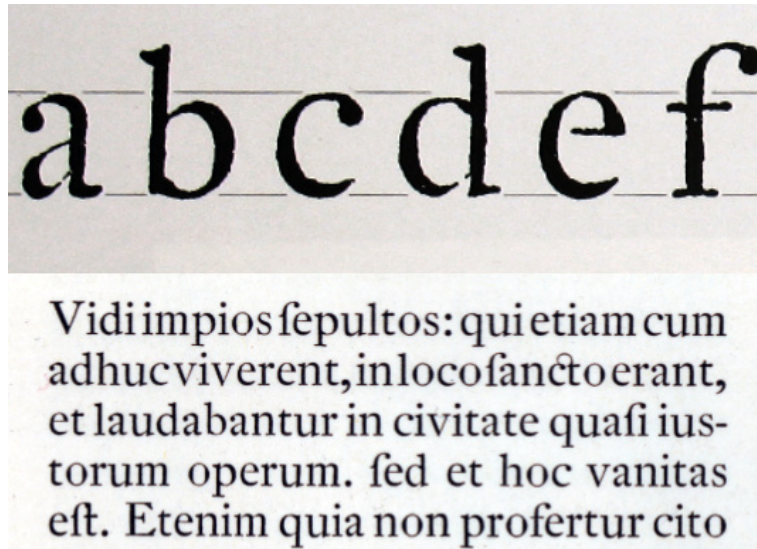 a b c d e f
Vidi impios ſepultos: qui etiam cum
adhuc viverent, in loco ſancto erant,
et laudabantur in civitate quaſi ius-
torum operum. ſed et hoc vanitas
eſt. Etenim quia non profertur cito